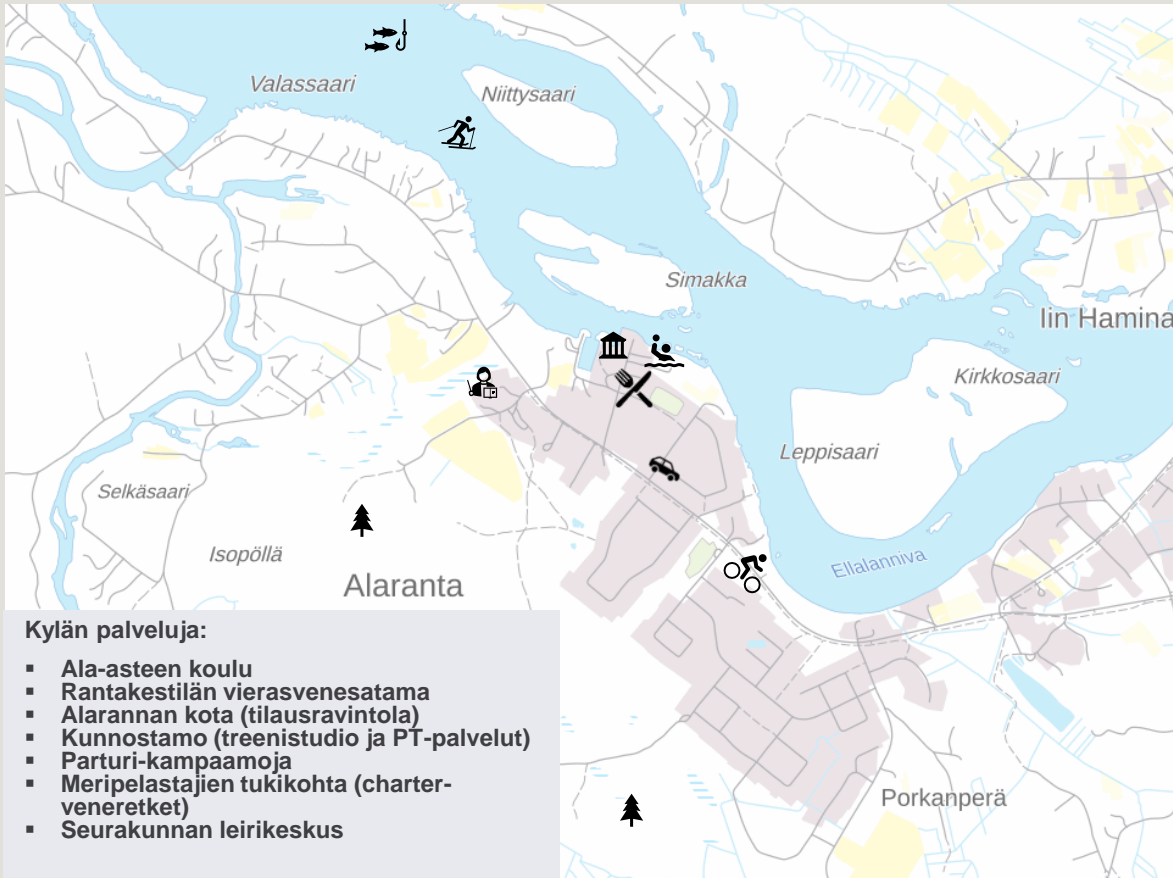 Valassaari
Niittysaari
Simakka
Iin Hamina
Kirkkosaari
Leppisaari
Selkäsaari
Isopöllä
Ellalanniva
Alaranta
Kylän palveluja:
▪ Ala-asteen koulu
▪ Rantakestilän vierasvenesatama
▪ Alarannan kota (tilausravintola)
▪ Kunnostamo (treenistudio ja PT-palvelut)
▪ Parturi-kampaamoja
▪ Meripelastajien tukikohta (charter-
veneretket)
▪ Seurakunnan leirikeskus
Porkanperä